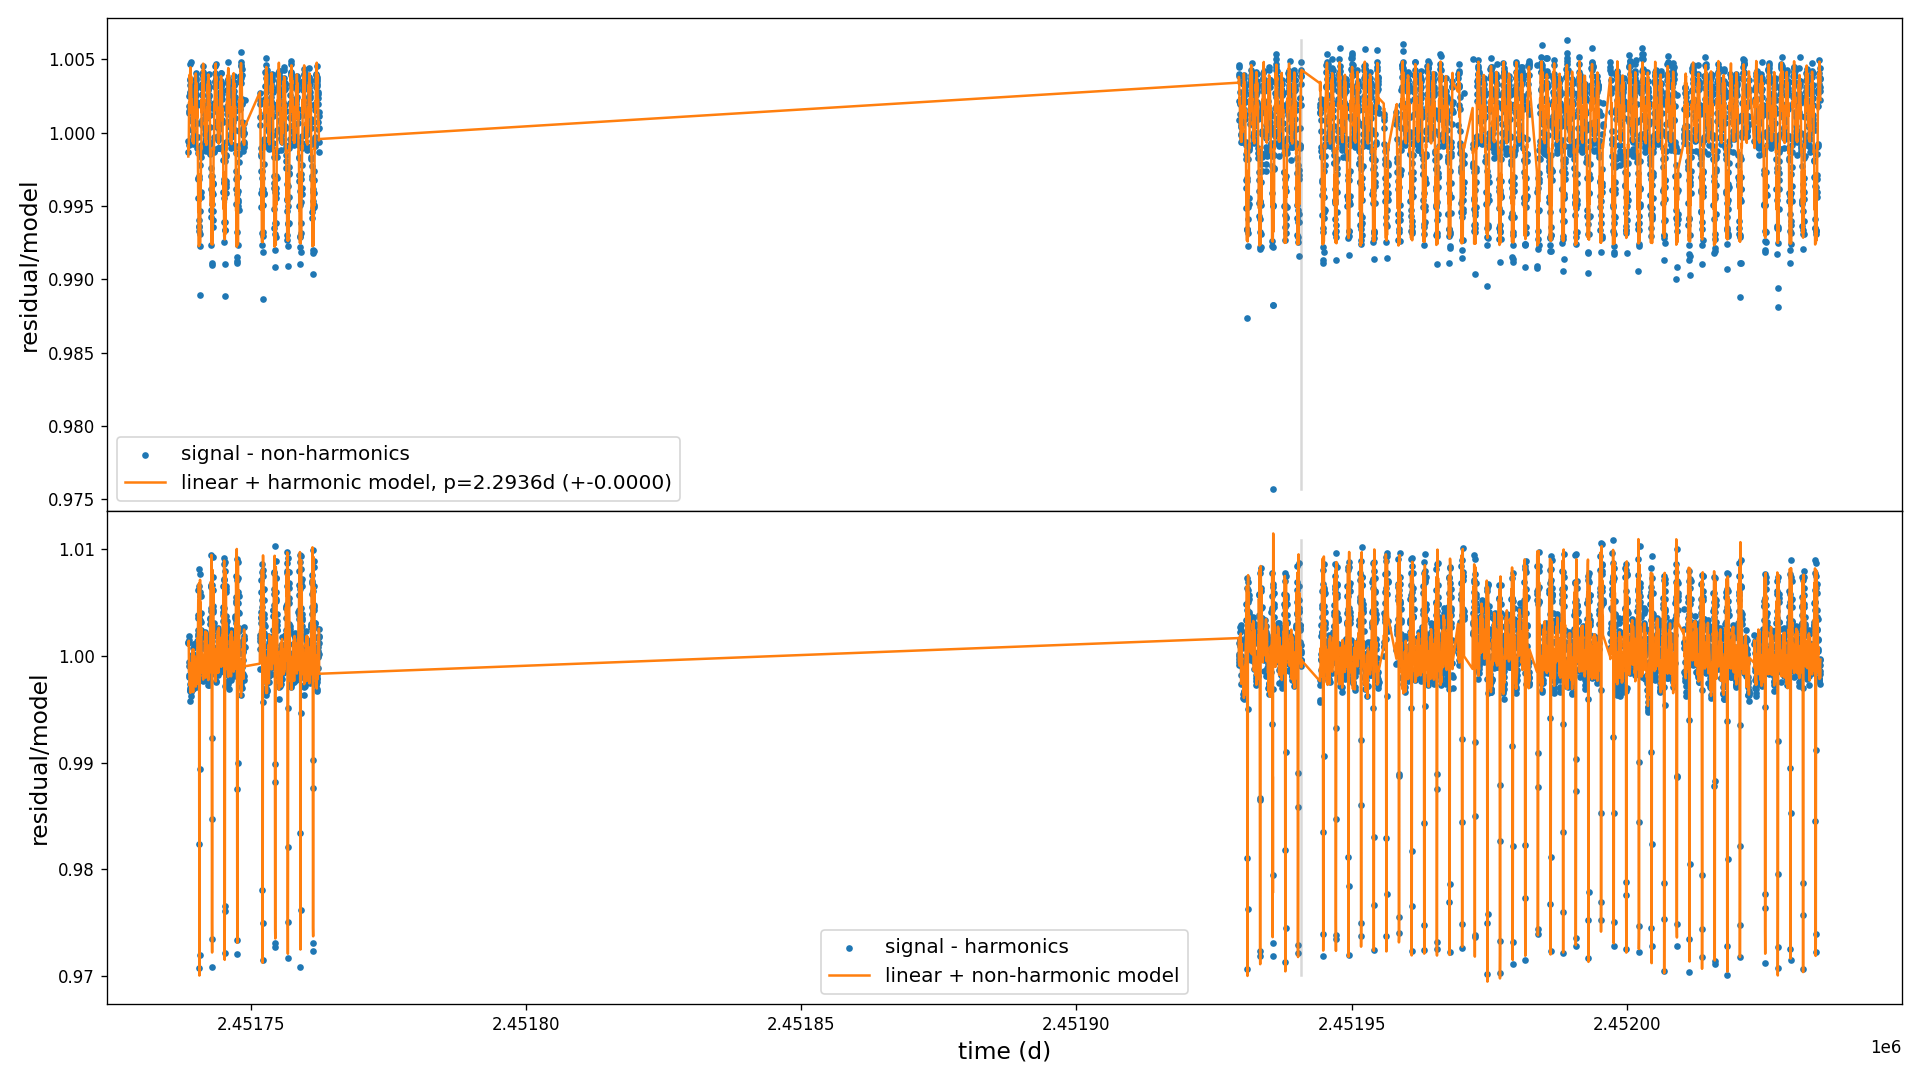 1.005
1.000
0.995
0.990
0.985
0.980
0.975
residual/model
signal - non-harmonics
linear + harmonic model, p=2.2936d (+-0.0000)
1.01
1.00
0.99
0.98
0.97
residual/model
signal - harmonics
linear + non-harmonic model
2.45175
2.45180
2.45185
2.45190
2.45195
2.45200
time (d)
1e6